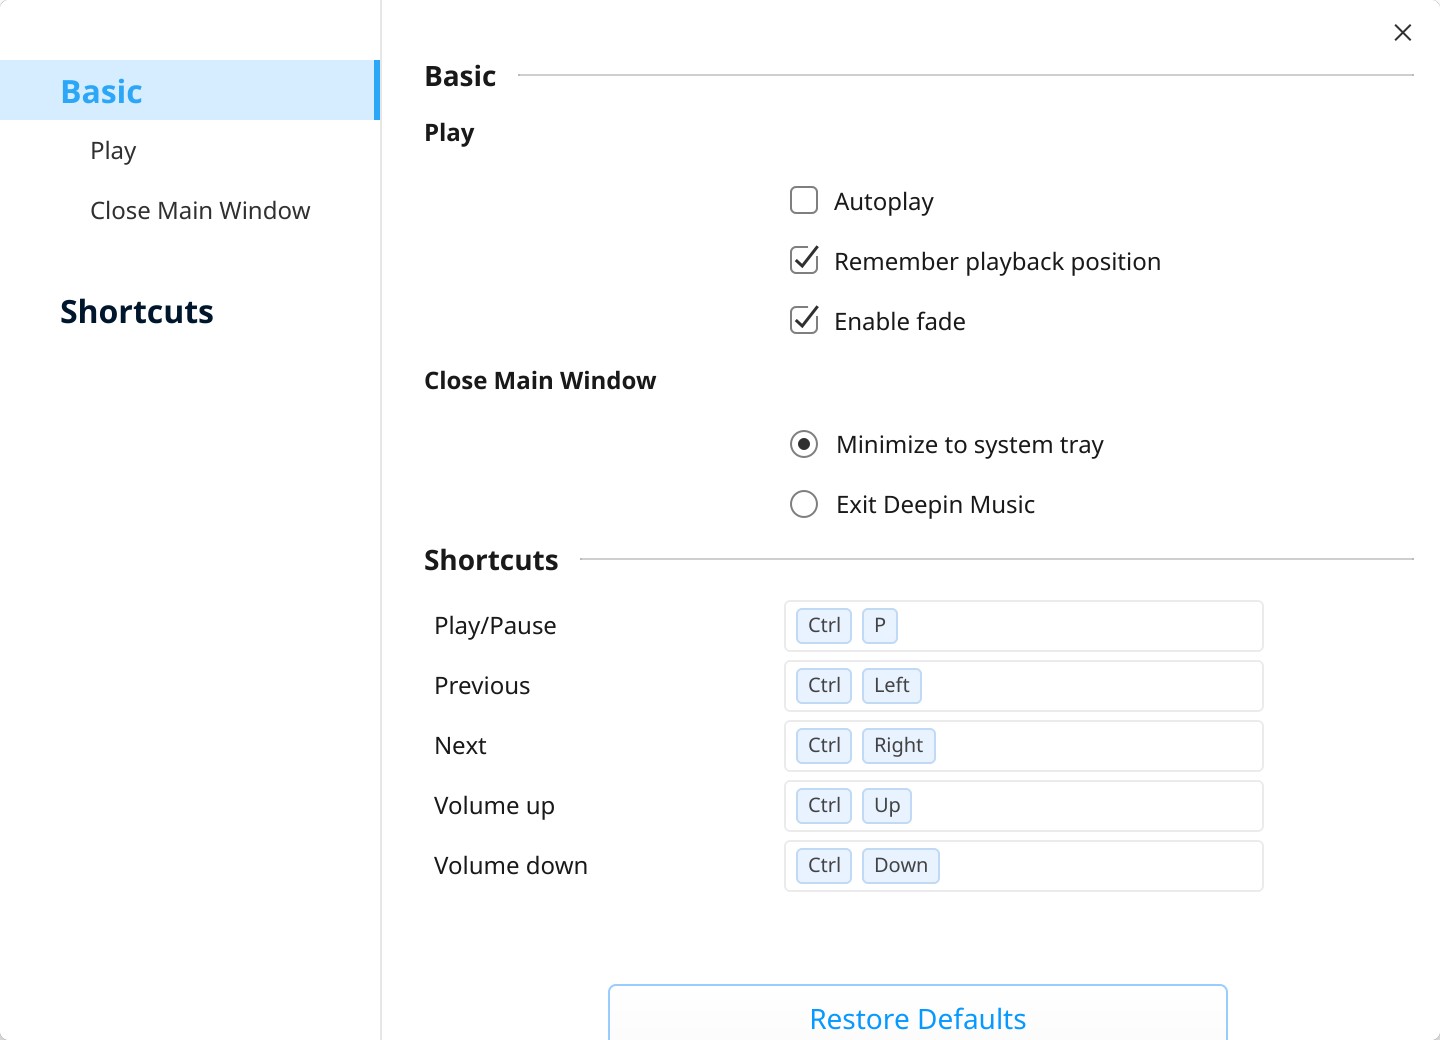 Basic
Play
Close Main Window
Shortcuts
Basic
Play
Autoplay
Remember playback position
Enable fade
Close Main Window
Minimize to system tray
Exit Deepin Music
Shortcuts
Play/Pause Ctrl P
Previous Ctrl Left
Next Ctrl Right
Volume up Ctrl Up
Volume down Ctrl Down
Restore Defaults